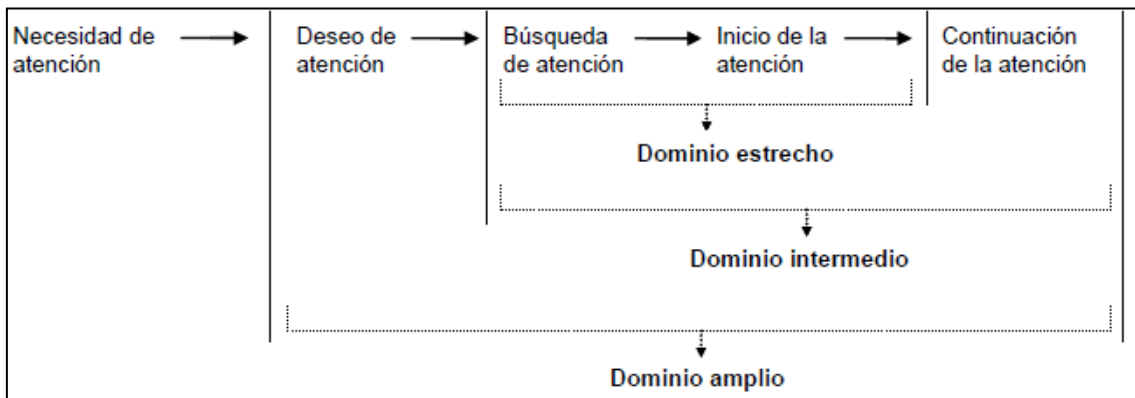 Necesidad de
atención
Deseo de
atención
Búsqueda
de atención
Inicio de la
atención
Continuación
de la atención
Dominio estrecho
Dominio intermedio
Dominio amplio